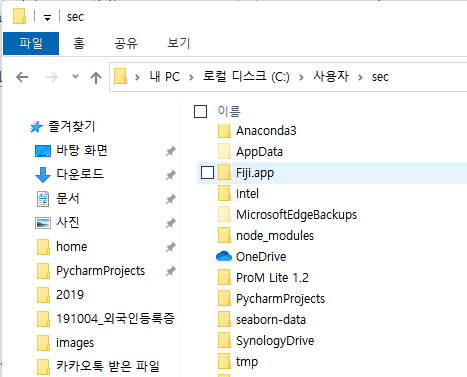 sec
파일 홈 공유 보기
내 PC > 로컬 디스크 (C:) > 사용자 > sec
이름
즐겨찾기
바탕 화면
다운로드
문서
사진
home
PycharmProjects
2019
191004_외국인등록증
images
카카오톡 받은 파일
Anaconda3
AppData
Fiji.app
Intel
MicrosoftEdgeBackups
node_modules
OneDrive
ProM Lite 1.2
PycharmProjects
seaborn-data
SynologyDrive
tmp